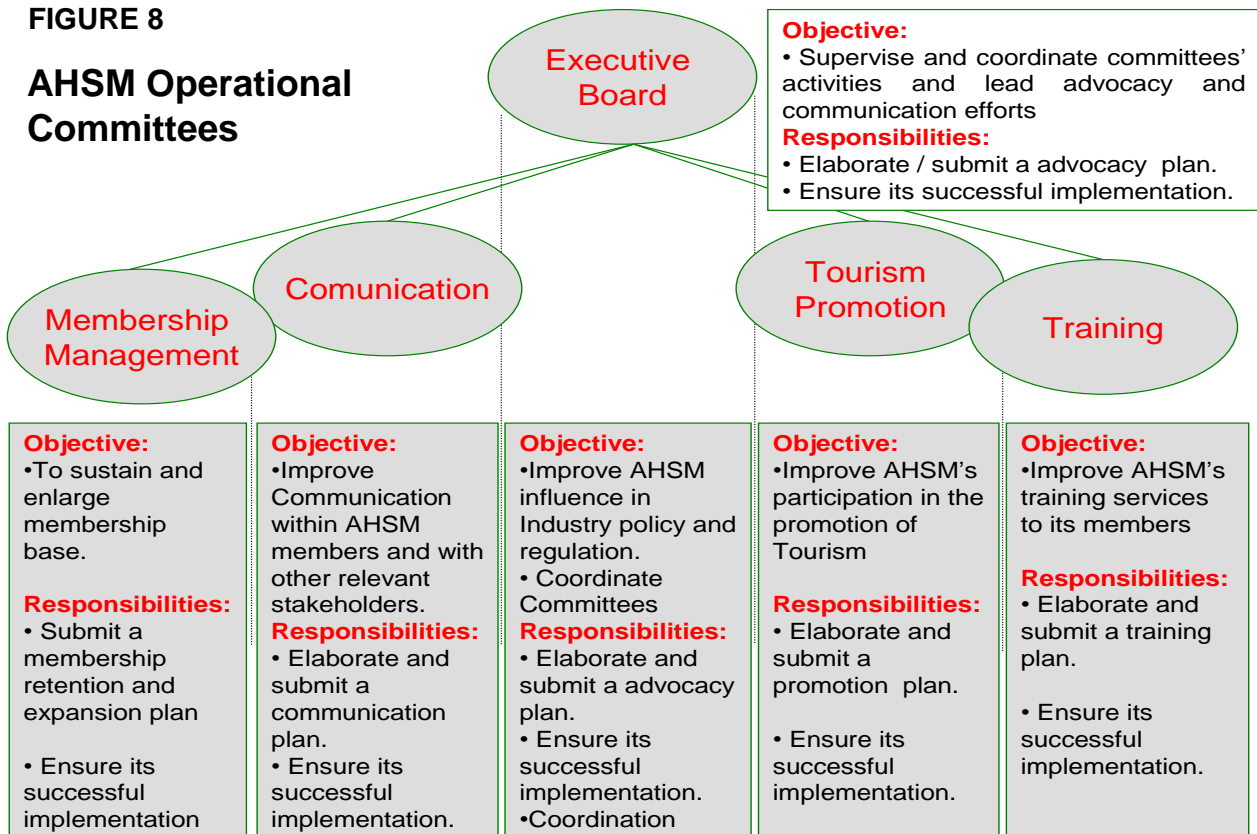 FIGURE 8
AHSM Operational
Committees
Executive
Board
Objective:
• Supervise and coordinate committees’
activities and lead advocacy and
communication efforts
Responsibilities:
• Elaborate / submit a advocacy plan.
• Ensure its successful implementation.
Membership
Management
Comunication
Tourism
Promotion
Training
Objective:
•To sustain and
enlarge
membership
base.
Responsibilities:
• Submit a
membership
retention and
expansion plan
• Ensure its
successful
implementation
Objective:
•Improve
Communication
within AHSM
members and with
other relevant
stakeholders.
Responsibilities:
• Elaborate and
submit a
communication
plan.
• Ensure its
successful
implementation.
Objective:
•Improve AHSM
influence in
Industry policy and
regulation.
• Coordinate
Committees
Responsibilities:
• Elaborate and
submit a advocacy
plan.
• Ensure its
successful
implementation.
•Coordination
Objective:
•Improve AHSM’s
participation in the
promotion of
Tourism
Responsibilities:
• Elaborate and
submit a
promotion plan.
• Ensure its
successful
implementation.
Objective:
•Improve AHSM’s
training services
to its members
Responsibilities:
• Elaborate and
submit a training
plan.
• Ensure its
successful
implementation.